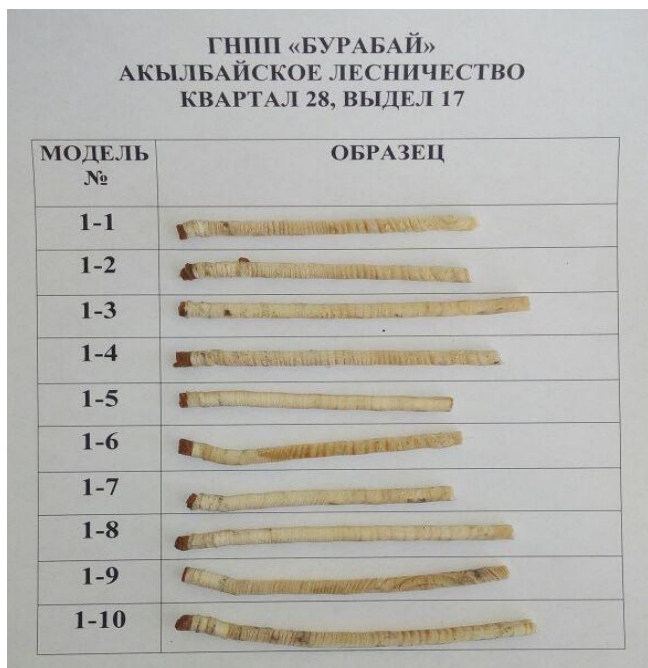 ГНПП «БУРАБАЙ»
АКЫЛБАЙСКОЕ ЛЕСНИЧЕСТВО
КВАРТАЛ 28, ВЫДЕЛ 17
МОДЕЛЬ № ОБРАЗЕЦ
1-1
1-2
1-3
1-4
1-5
1-6
1-7
1-8
1-9
1-10